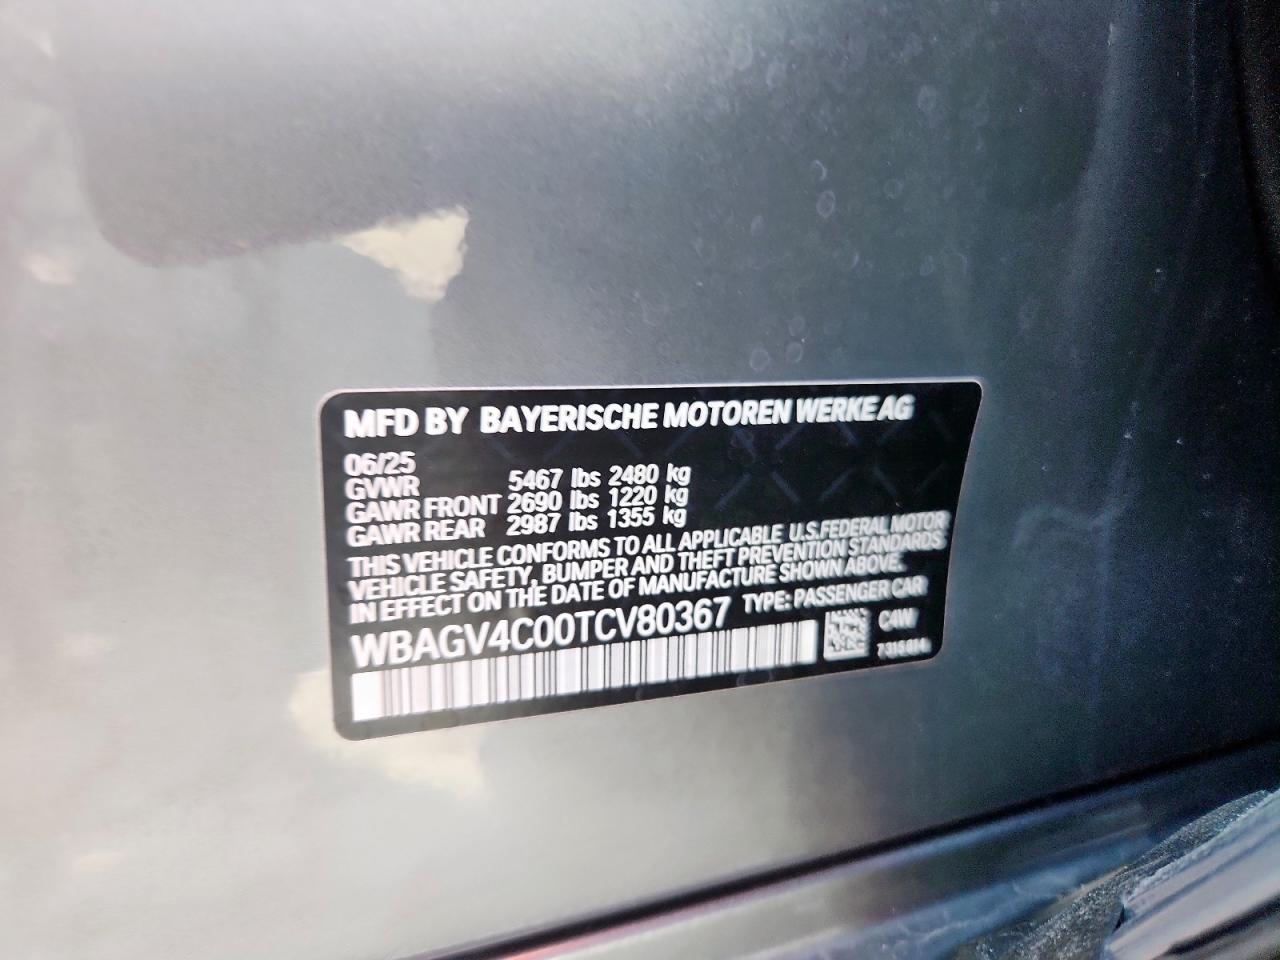 MFD BY BAYERISCHE MOTOREN WERKE AG
06/25
GVWR 5467 lbs 2480 kg
GAWR FRONT 2690 lbs 1220 kg
GAWR REAR 2987 lbs 1355 kg
THIS VEHICLE CONFORMS TO ALL APPLICABLE U.S.FEDERAL MOTOR
VEHICLE SAFETY, BUMPER AND THEFT PREVENTION STANDARDS
IN EFFECT ON THE DATE OF MANUFACTURE SHOWN ABOVE.
WBAGV4C00TCV80367 TYPE: PASSENGER CAR
C4W
7315014